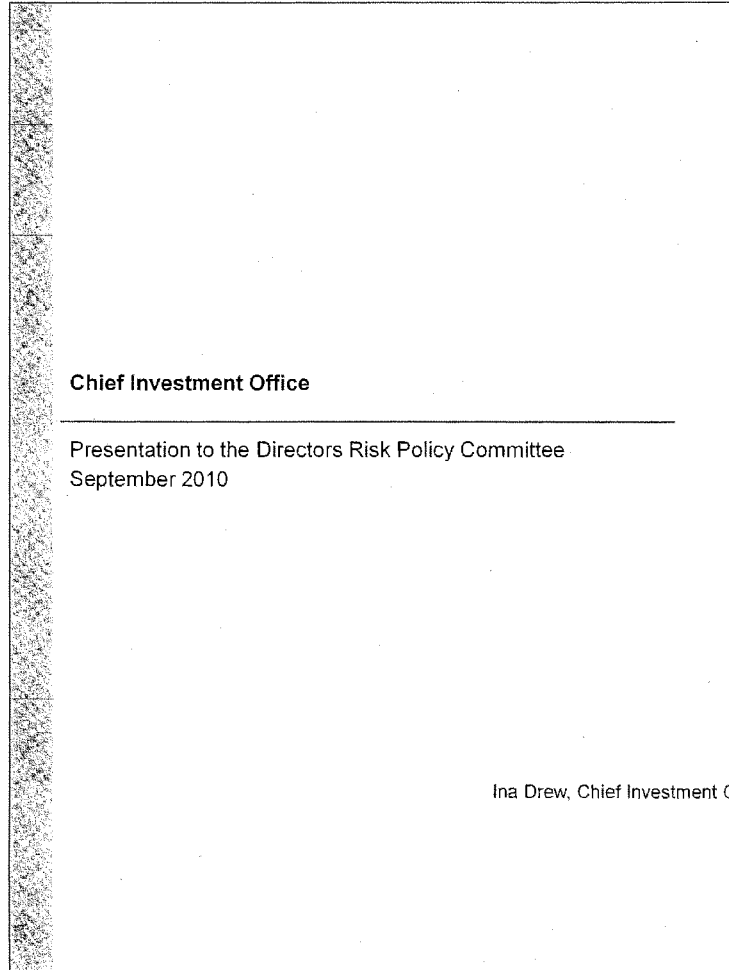 Chief Investment Office
Presentation to the Directors Risk Policy Committee
September 2010
Ina Drew, Chief Investment